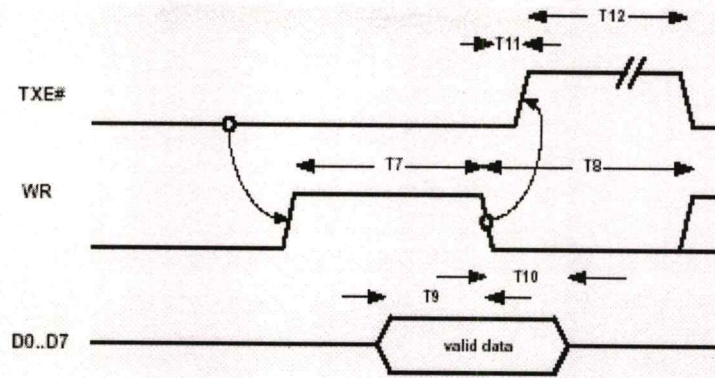 T12
T11
TXE#
T7
T8
WR
T10
T9
D0..D7
valid data